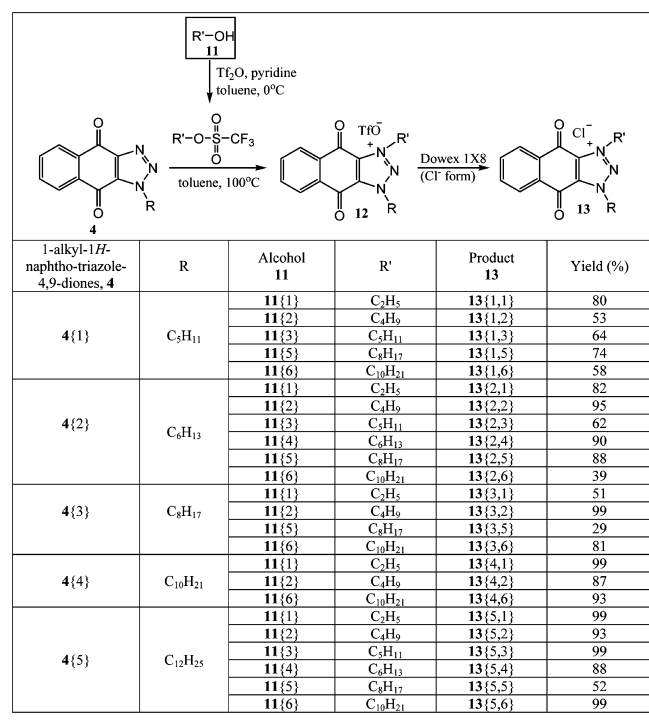 R'−OH
11
Tf₂O, pyridine
toluene, 0°C
R'−O−S−CF₃
O
O
O
O
N
N
N
R
4
toluene, 100°C
TfO⁻
O
O
N⁺
R'
N
N
R
12
Dowex 1X8
(Cl⁻ form)
Cl⁻
O
O
N⁺
R'
N
N
R
13
1-alkyl-1H-
naphtho-triazole-
4,9-diones, 4
R
Alcohol
11
R'
Product
13
Yield (%)
4{1} C₅H₁₁
11{1} C₂H₅ 13{1,1} 80
11{2} C₄H₉ 13{1,2} 53
11{3} C₅H₁₁ 13{1,3} 64
11{5} C₈H₁₇ 13{1,5} 74
11{6} C₁₀H₂₁ 13{1,6} 58
4{2} C₆H₁₃
11{1} C₂H₅ 13{2,1} 82
11{2} C₄H₉ 13{2,2} 95
11{3} C₅H₁₁ 13{2,3} 62
11{4} C₆H₁₃ 13{2,4} 90
11{5} C₈H₁₇ 13{2,5} 88
11{6} C₁₀H₂₁ 13{2,6} 39
4{3} C₈H₁₇
11{1} C₂H₅ 13{3,1} 51
11{2} C₄H₉ 13{3,2} 99
11{5} C₈H₁₇ 13{3,5} 29
11{6} C₁₀H₂₁ 13{3,6} 81
4{4} C₁₀H₂₁
11{1} C₂H₅ 13{4,1} 99
11{2} C₄H₉ 13{4,2} 87
11{6} C₁₀H₂₁ 13{4,6} 93
4{5} C₁₂H₂₅
11{1} C₂H₅ 13{5,1} 99
11{2} C₄H₉ 13{5,2} 93
11{3} C₅H₁₁ 13{5,3} 99
11{4} C₆H₁₃ 13{5,4} 88
11{5} C₈H₁₇ 13{5,5} 52
11{6} C₁₀H₂₁ 13{5,6} 99